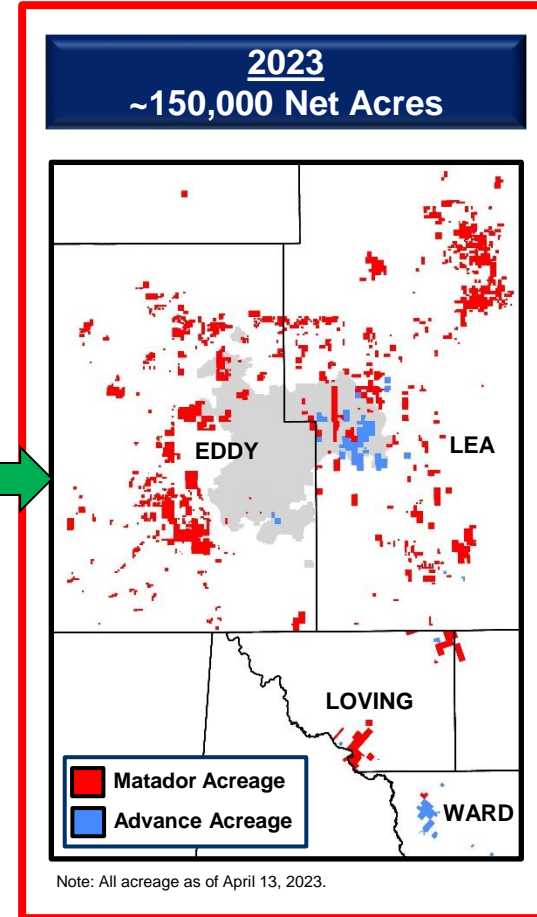 2023
~150,000 Net Acres
EDDY
LEA
LOVING
WARD
Matador Acreage
Advance Acreage
Note: All acreage as of April 13, 2023.